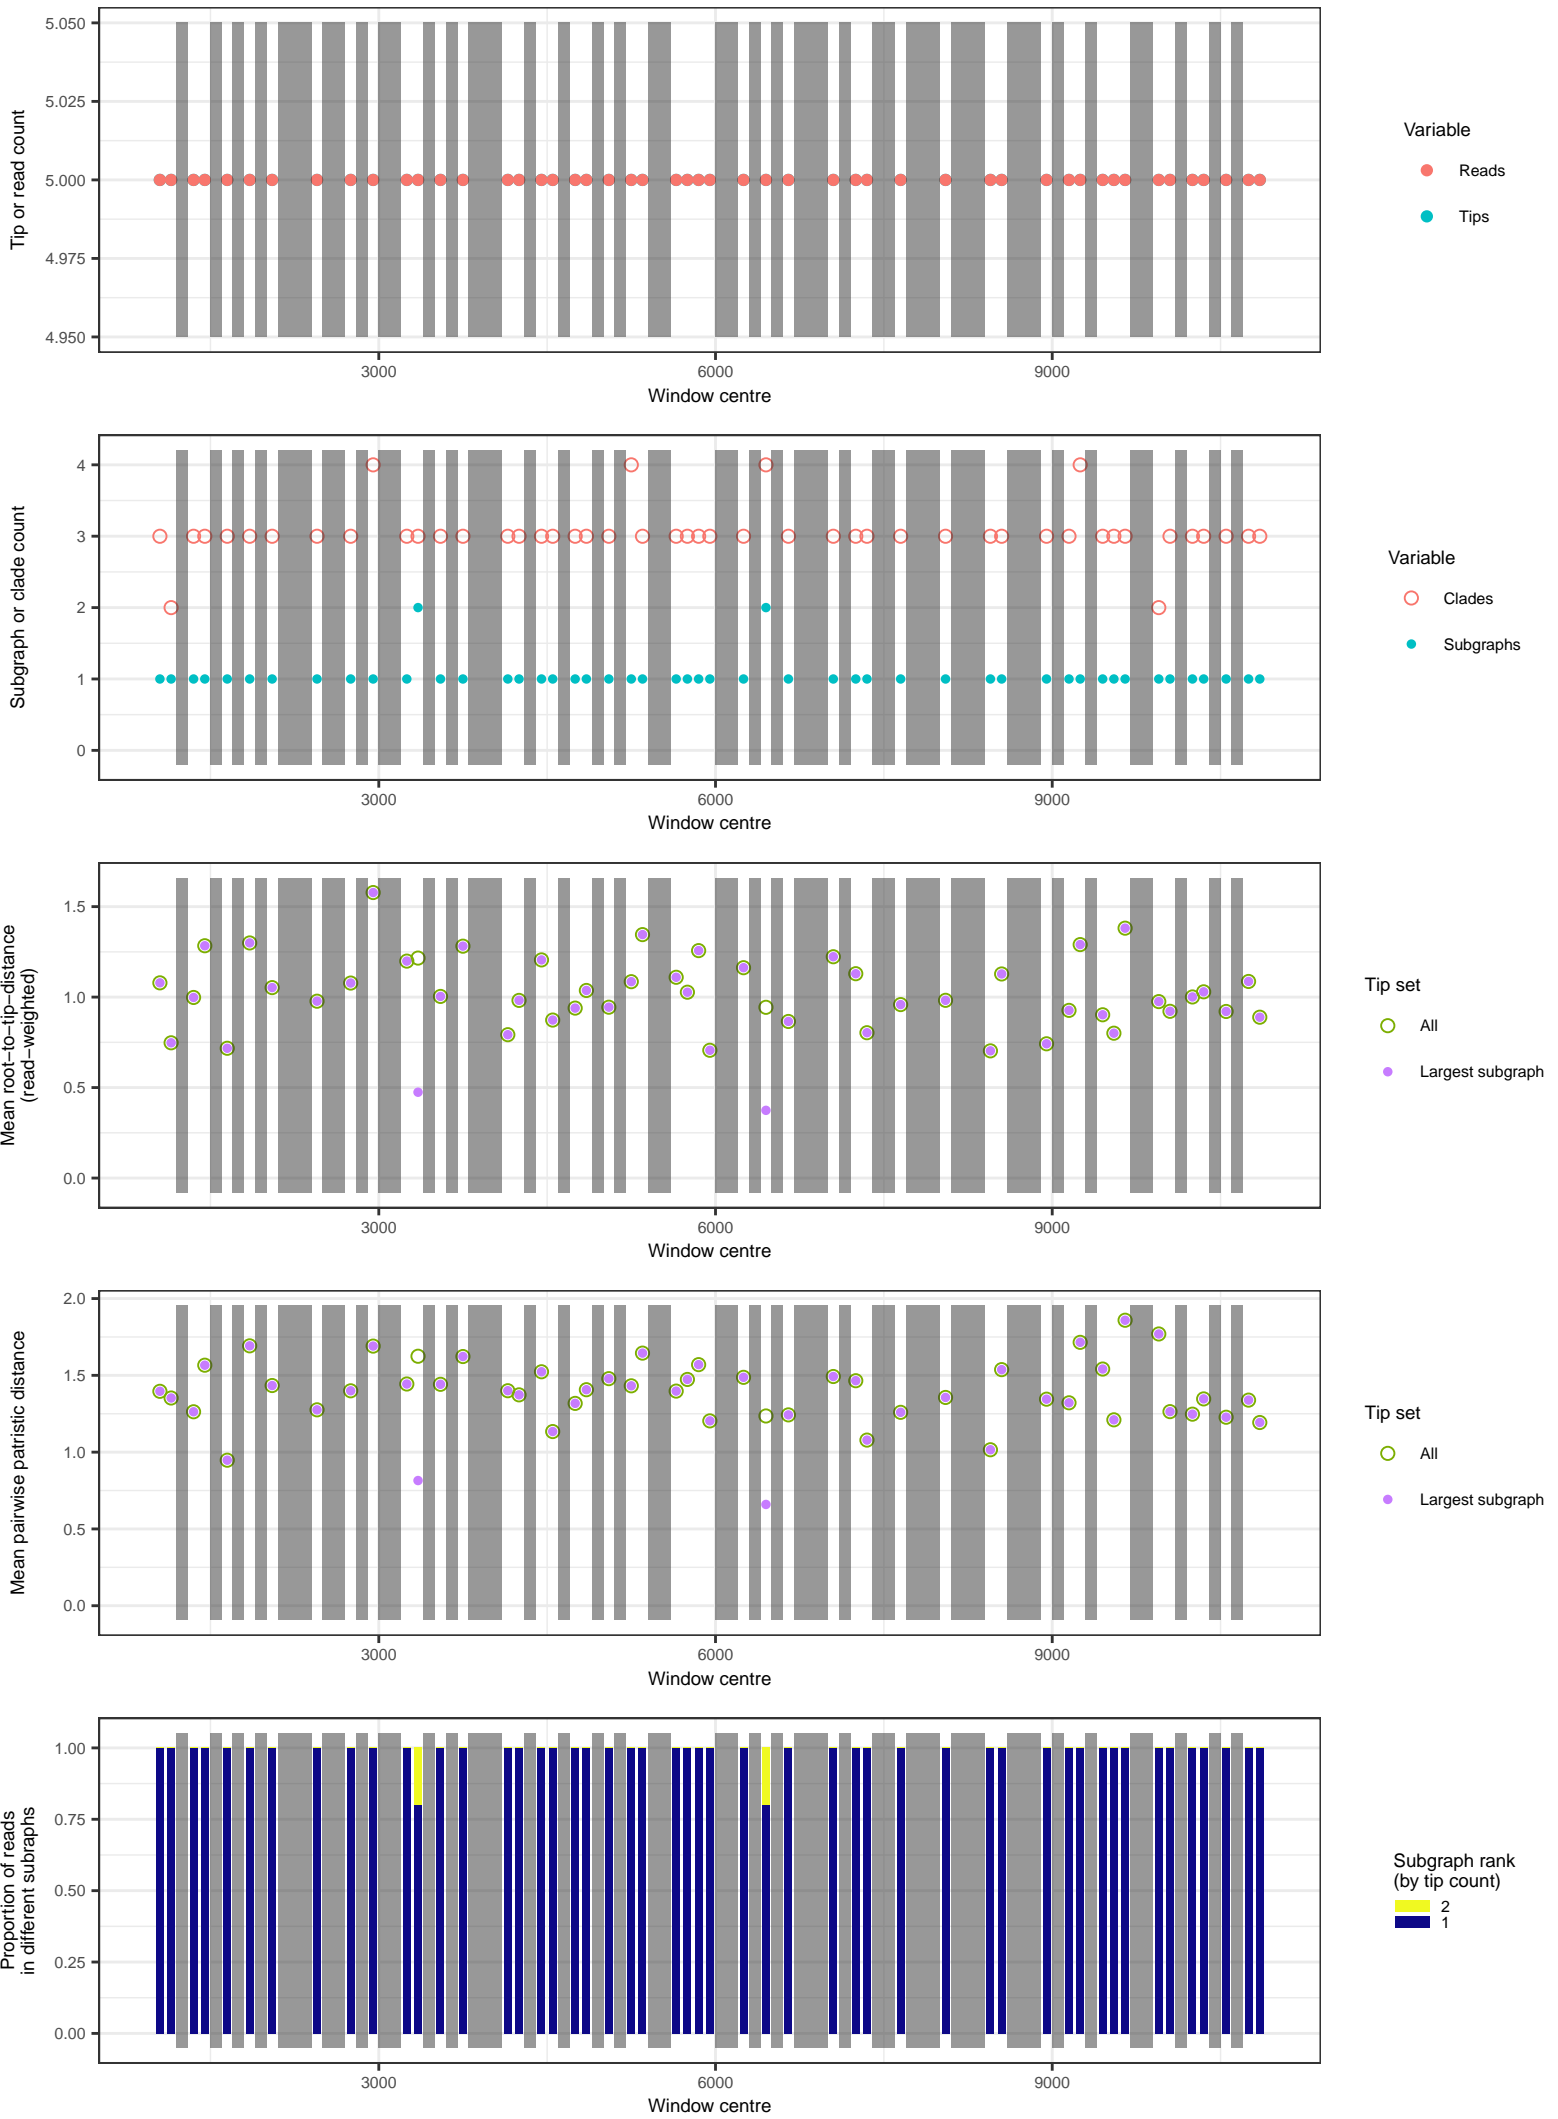 5.050
5.025
5.000
4.975
4.950
Tip or read count
3000
6000
9000
Window centre
Variable
Reads
Tips
4
3
2
1
0
Subgraph or clade count
3000
6000
9000
Window centre
Variable
Clades
Subgraphs
1.5
1.0
0.5
0.0
Mean root−to−tip−distance
(read−weighted)
3000
6000
9000
Window centre
Tip set
All
Largest subgraph
2.0
1.5
1.0
0.5
0.0
Mean pairwise patristic distance
3000
6000
9000
Window centre
Tip set
All
Largest subgraph
1.00
0.75
0.50
0.25
0.00
Proportion of reads
in different subraphs
3000
6000
9000
Window centre
Subgraph rank
(by tip count)
2
1